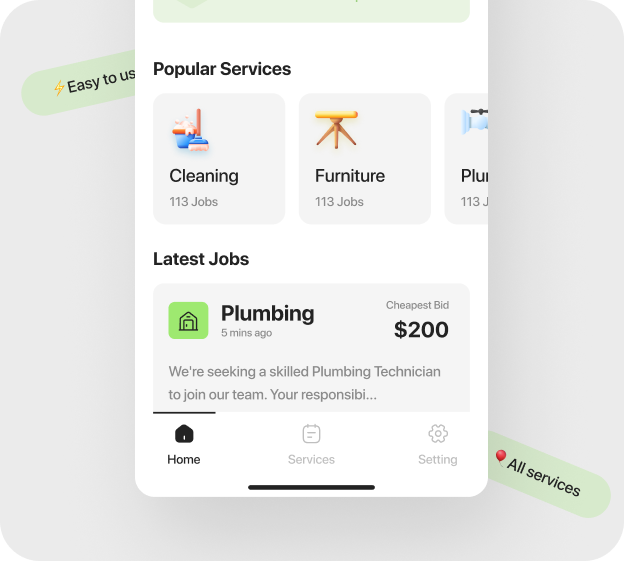 ⚡Easy to us
Popular Services
Cleaning
113 Jobs
Furniture
113 Jobs
Plu
113 J
Latest Jobs
Plumbing
5 mins ago
Cheapest Bid
$200
We're seeking a skilled Plumbing Technician
to join our team. Your responsibi...
Home
Services
Setting
🎈All services